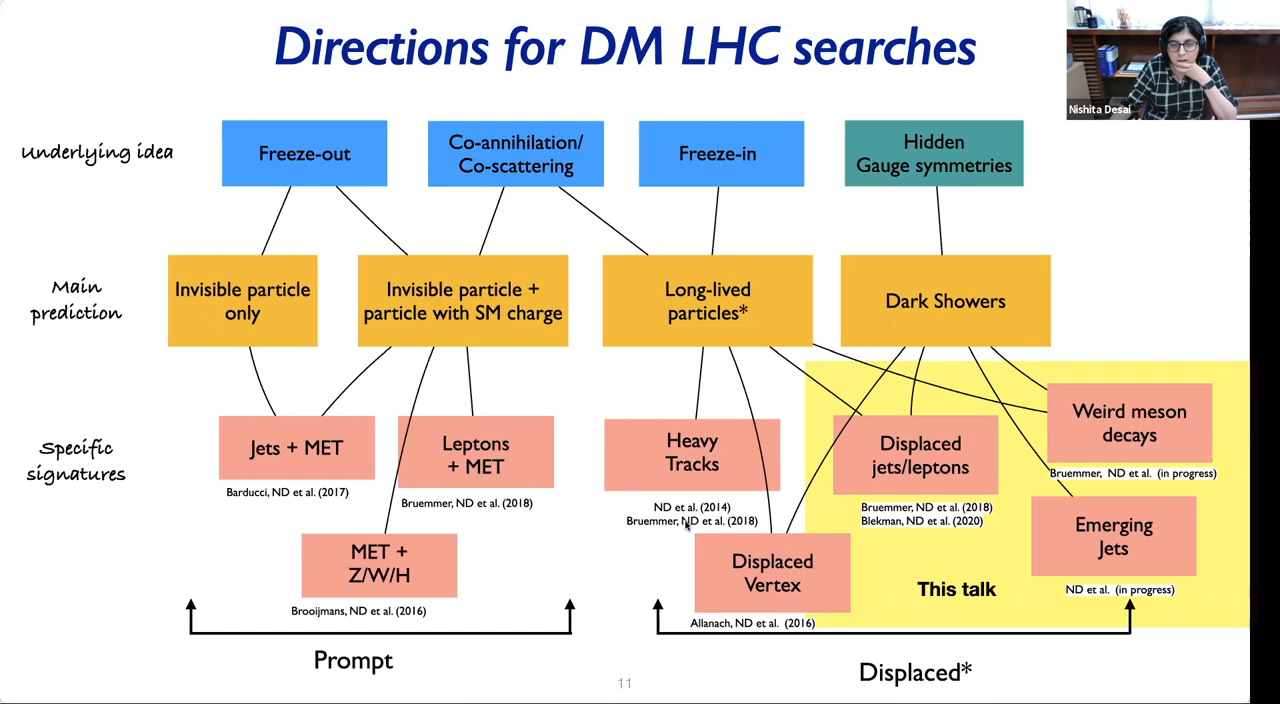 Directions for DM LHC searches
Nishita Desai
Underlying idea
Freeze-out
Co-annihilation/
Co-scattering
Freeze-in
Hidden
Gauge symmetries
Main
prediction
Invisible particle
only
Invisible particle +
particle with SM charge
Long-lived
particles*
Dark Showers
Specific
signatures
Jets + MET
Barducci, ND et al. (2017)
Leptons
+ MET
Bruemmer, ND et al. (2018)
MET +
Z/W/H
Brooijmans, ND et al. (2016)
Heavy
Tracks
ND et al. (2014)
Bruemmer, ND et al. (2018)
Displaced
Vertex
Allanach, ND et al. (2016)
Displaced
jets/leptons
Bruemmer, ND et al. (2018)
Blekman, ND et al. (2020)
Weird meson
decays
Bruemmer, ND et al. (in progress)
Emerging
Jets
ND et al. (in progress)
This talk
Prompt
Displaced*
11